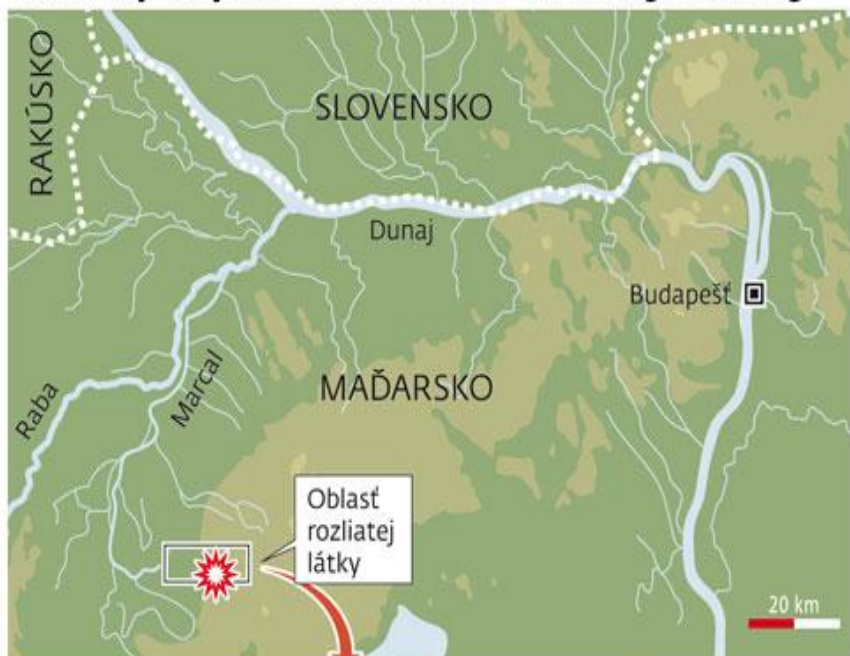 RAKÚSKO
SLOVENSKO
Dunaj
Budapešť
MAĎARSKO
Marcal
Raba
Oblasť
rozliatej
látky
20 km